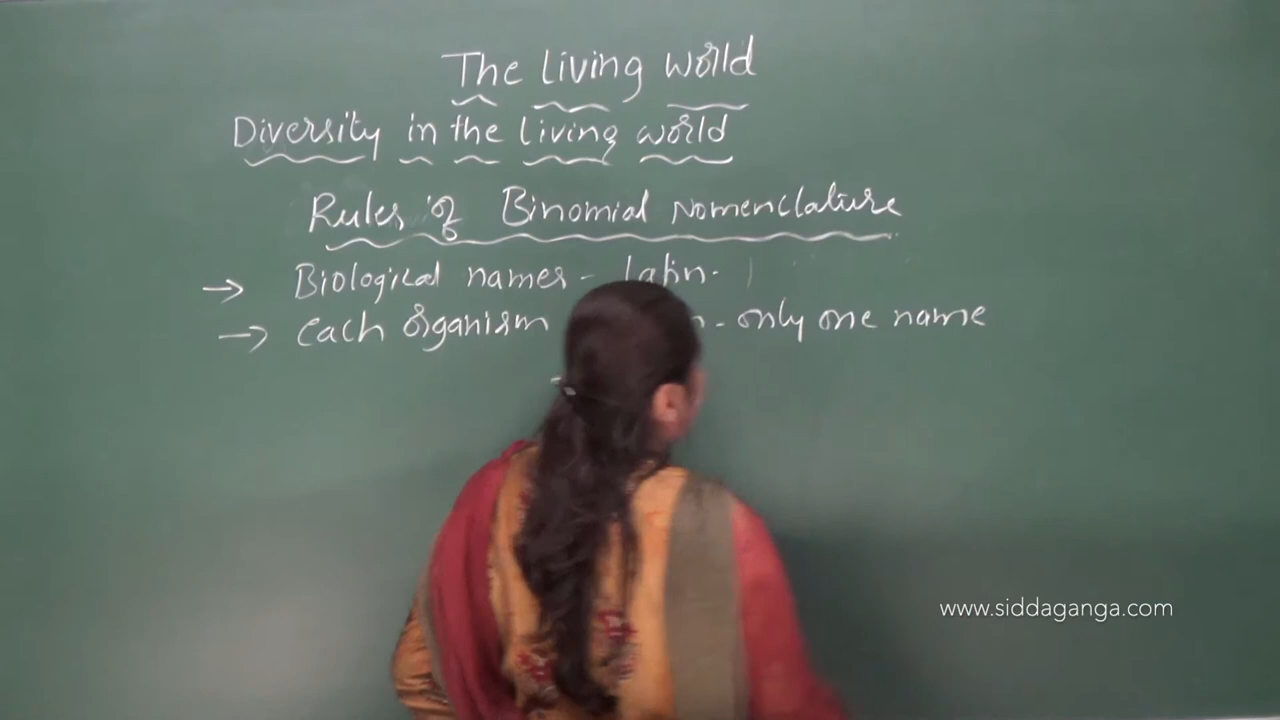 The living world
Diversity in the living world
Rules of Binomial Nomenclature
→ Biological names - Latin.
→ each organism - only one name
www.siddaganga.com